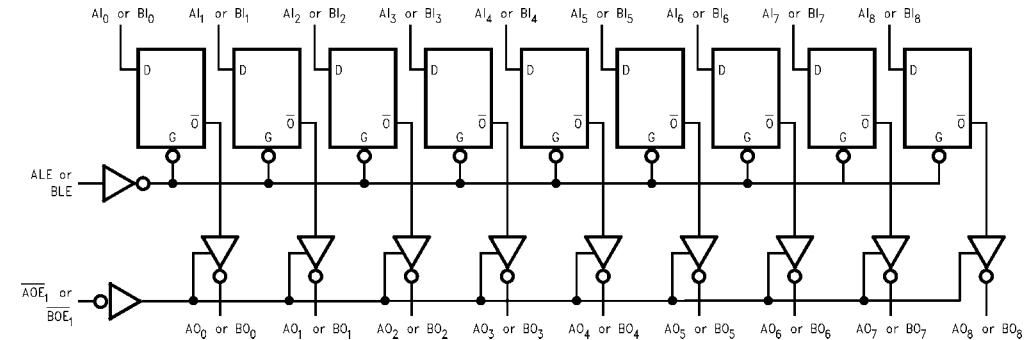 AI₀ or BI₀ AI₁ or BI₁ AI₂ or BI₂ AI₃ or BI₃ AI₄ or BI₄ AI₅ or BI₅ AI₆ or BI₆ AI₇ or BI₇ AI₈ or BI₈
D D D D D D D D D
O̅ O̅ O̅ O̅ O̅ O̅ O̅ O̅ O̅
G G G G G G G G G
ALE or
BLE
A̅O̅E̅₁ or
B̅O̅E̅₁
AO₀ or BO₀ AO₁ or BO₁ AO₂ or BO₂ AO₃ or BO₃ AO₄ or BO₄ AO₅ or BO₅ AO₆ or BO₆ AO₇ or BO₇ AO₈ or BO₈